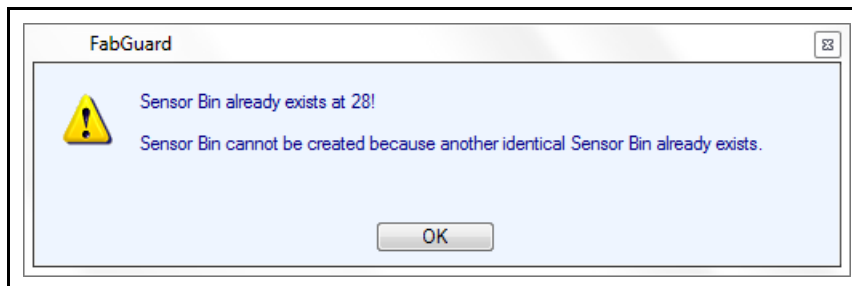 FabGuard
Sensor Bin already exists at 28!
Sensor Bin cannot be created because another identical Sensor Bin already exists.
OK